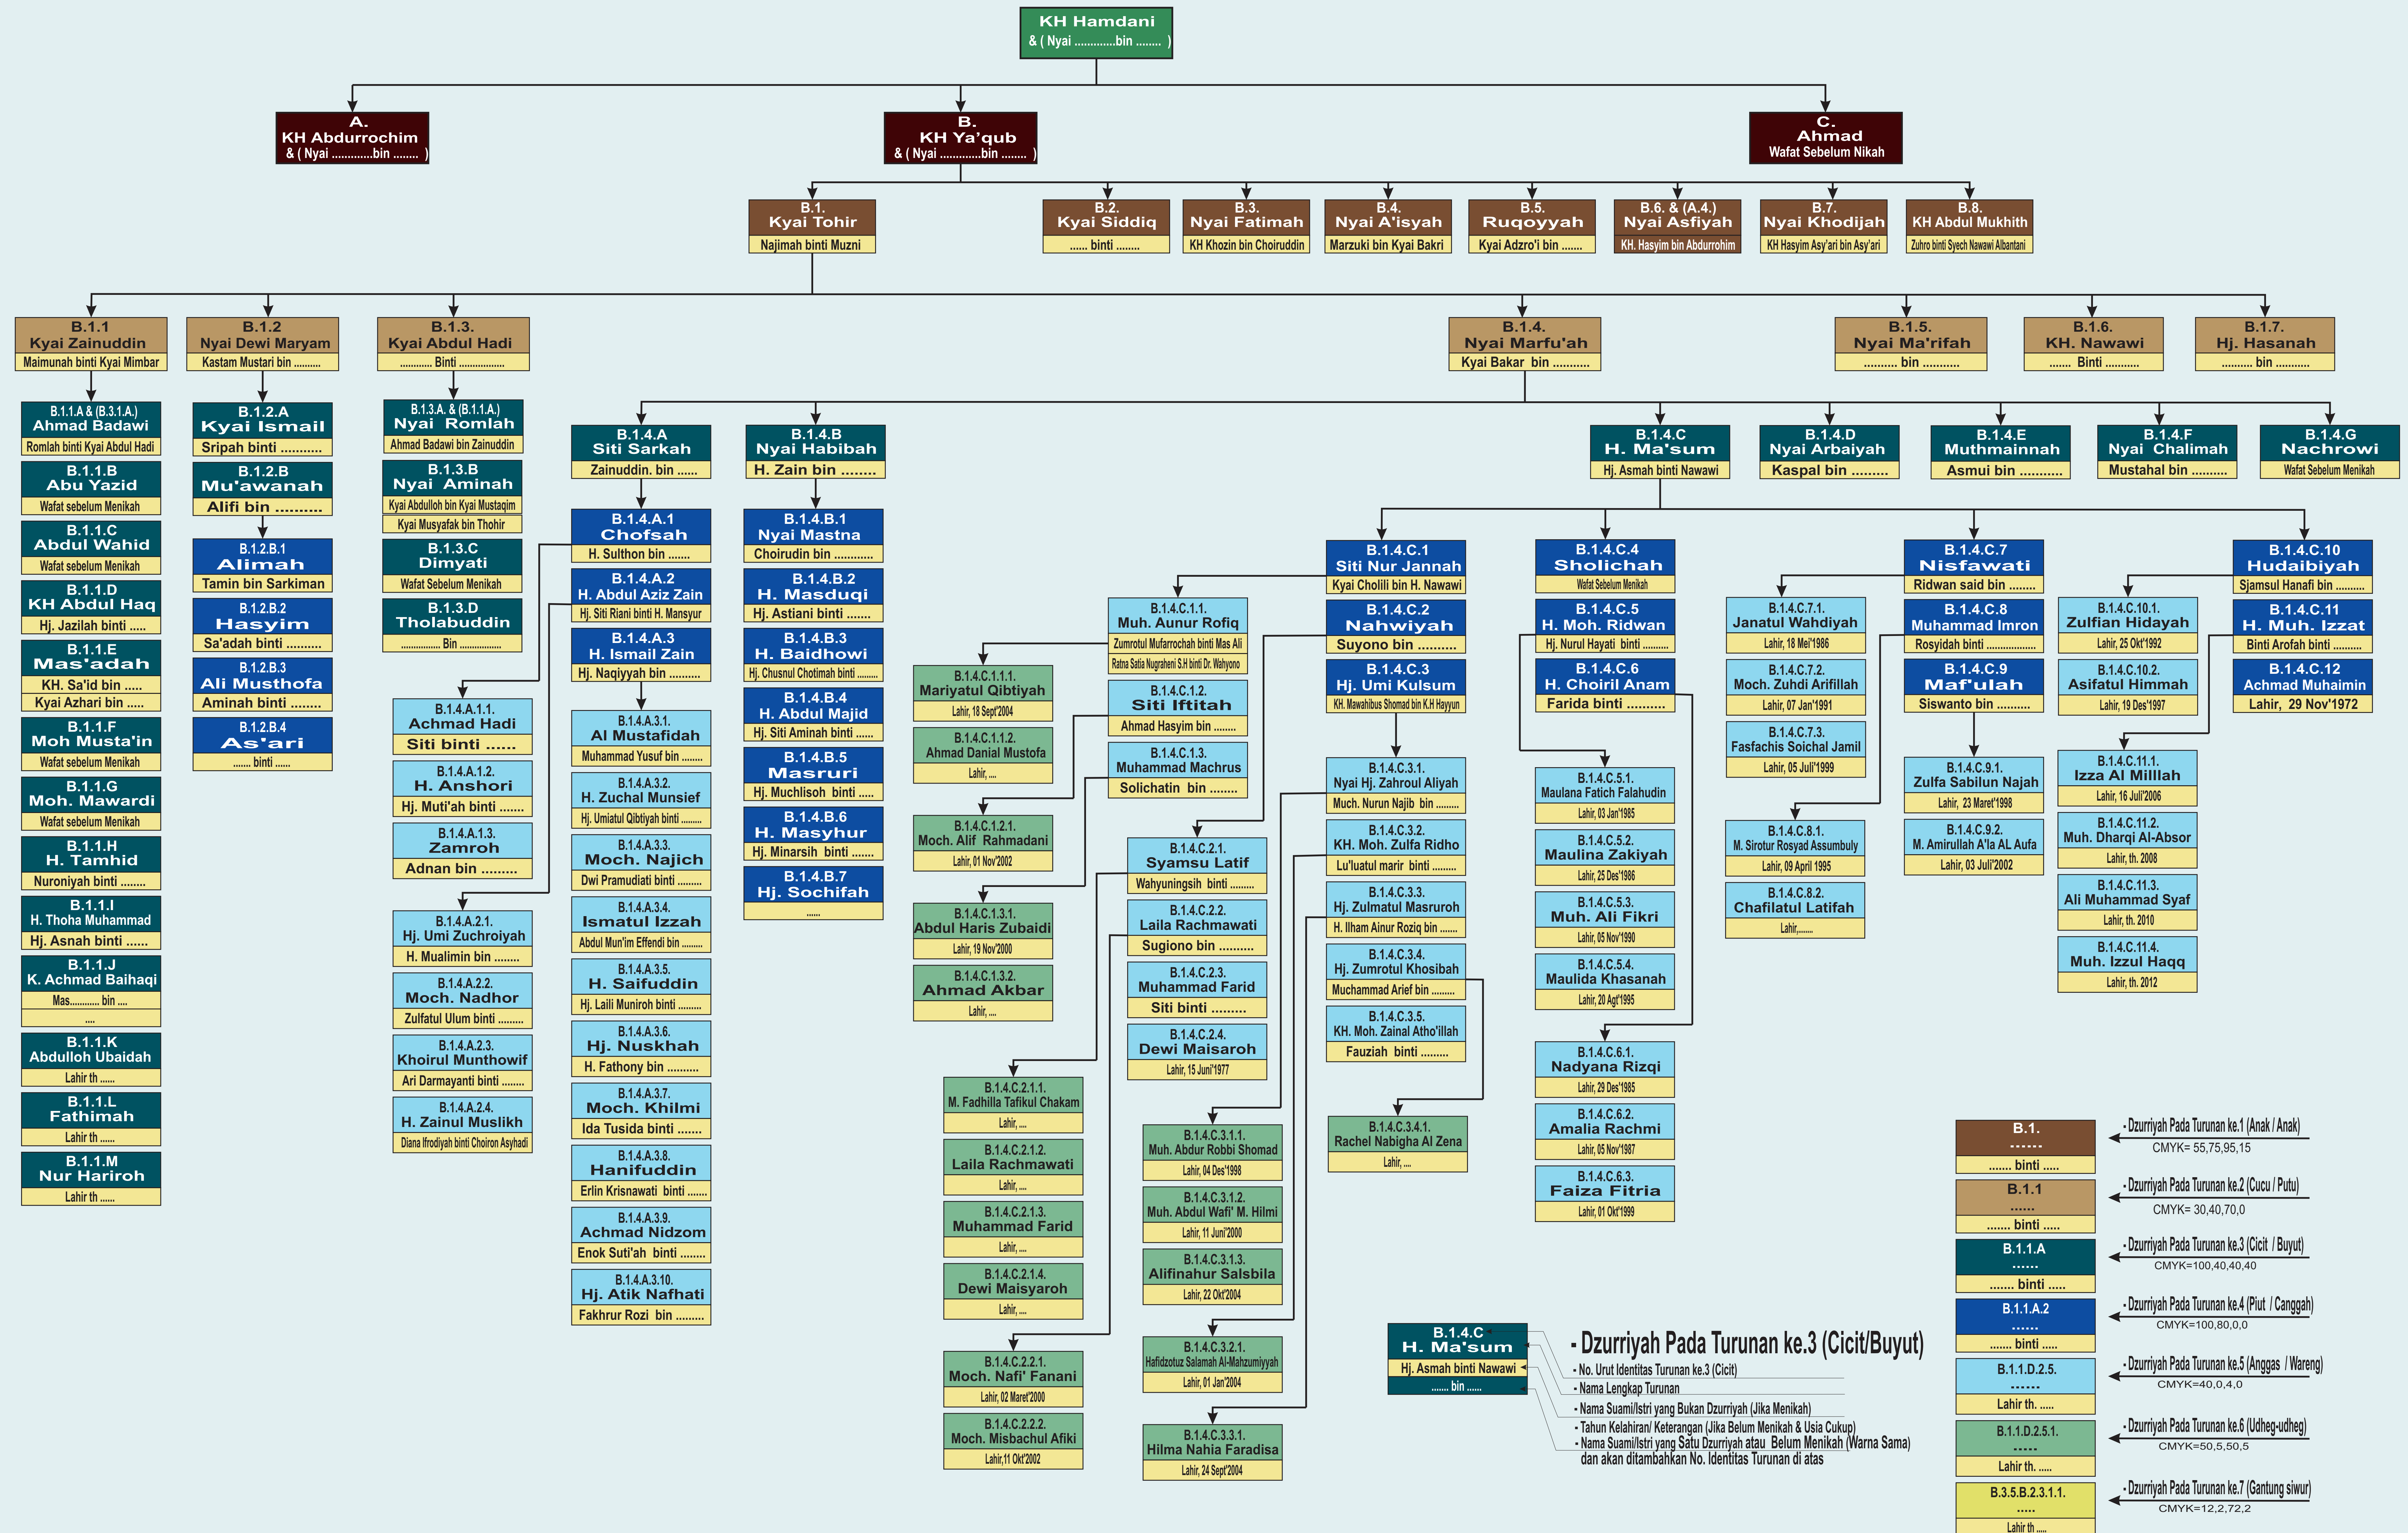 KH Hamdani
& ( Nyai .............bin ........ )
A.
KH Abdurrochim
& ( Nyai .............bin ........ )
B.
KH Ya'qub
& ( Nyai .............bin ........ )
C.
Ahmad
Wafat Sebelum Nikah
B.1.
Kyai Tohir
Najimah binti Muzni
B.2.
Kyai Siddiq
...... binti ........
B.3.
Nyai Fatimah
KH Khozin bin Choiruddin
B.4.
Nyai A'isyah
Marzuki bin Kyai Bakri
B.5.
Ruqoyyah
Kyai Adzro'i bin .......
B.6. & (A.4.)
Nyai Asfiyah
KH. Hasyim bin Abdurrohim
B.7.
Nyai Khodijah
KH Hasyim Asy'ari bin Asy'ari
B.8.
KH Abdul Mukhith
Zuhro binti Syech Nawawi Albantani
B.1.1
Kyai Zainuddin
Maimunah binti Kyai Mimbar
B.1.2
Nyai Dewi Maryam
Kastam Mustari bin ..........
B.1.3.
Kyai Abdul Hadi
............ Binti .................
B.1.4.
Nyai Marfu'ah
Kyai Bakar bin ...........
B.1.5.
Nyai Ma'rifah
.......... bin ...........
B.1.6.
KH. Nawawi
....... Binti ...........
B.1.7.
Hj. Hasanah
.......... bin ...........
B.1.1.A & (B.3.1.A.)
Ahmad Badawi
Romlah binti Kyai Abdul Hadi
B.1.1.B
Abu Yazid
Wafat sebelum Menikah
B.1.1.C
Abdul Wahid
Wafat sebelum Menikah
B.1.1.D
KH Abdul Haq
Hj. Jazilah binti .....
B.1.1.E
Mas'adah
KH. Sa'id bin .....
Kyai Azhari bin .....
B.1.1.F
Moh Musta'in
Wafat sebelum Menikah
B.1.1.G
Moh. Mawardi
Wafat sebelum Menikah
B.1.1.H
H. Tamhid
Nuroniyah binti ........
B.1.1.I
H. Thoha Muhammad
Hj. Asnah binti ......
B.1.1.J
K. Achmad Baihaqi
Mas............ bin ....
....
B.1.1.K
Abdulloh Ubaidah
Lahir th ......
B.1.1.L
Fathimah
Lahir th ......
B.1.1.M
Nur Hariroh
Lahir th ......
B.1.2.A
Kyai Ismail
Sripah binti ...........
B.1.2.B
Mu'awanah
Alifi bin ..........
B.1.2.B.1
Alimah
Tamin bin Sarkiman
B.1.2.B.2
Hasyim
Sa'adah binti ..........
B.1.2.B.3
Ali Musthofa
Aminah binti ........
B.1.2.B.4
As'ari
....... binti ......
B.1.3.A. & (B.1.1.A.)
Nyai Romlah
Ahmad Badawi bin Zainuddin
B.1.3.B
Nyai Aminah
Kyai Abdulloh bin Kyai Mustaqim
Kyai Musyafak bin Thohir
B.1.3.C
Dimyati
Wafat Sebelum Menikah
B.1.3.D
Tholabuddin
................ Bin .................
B.1.4.A
Siti Sarkah
Zainuddin. bin ......
B.1.4.B
Nyai Habibah
H. Zain bin ........
B.1.4.C
H. Ma'sum
Hj. Asmah binti Nawawi
B.1.4.D
Nyai Arbaiyah
Kaspal bin .........
B.1.4.E
Muthmainnah
Asmui bin ...........
B.1.4.F
Nyai Chalimah
Mustahal bin ..........
B.1.4.G
Nachrowi
Wafat Sebelum Menikah
B.1.4.A.1
Chofsah
H. Sulthon bin .......
B.1.4.A.2
H. Abdul Aziz Zain
Hj. Siti Riani binti H. Mansyur
B.1.4.A.3
H. Ismail Zain
Hj. Naqiyyah bin ..........
B.1.4.A.1.1.
Achmad Hadi
Siti binti ......
B.1.4.A.1.2.
H. Anshori
Hj. Muti'ah binti .......
B.1.4.A.1.3.
Zamroh
Adnan bin .........
B.1.4.A.2.1.
Hj. Umi Zuchroiyah
H. Mualimin bin ........
B.1.4.A.2.2.
Moch. Nadhor
Zulfatul Ulum binti .........
B.1.4.A.2.3.
Khoirul Munthowif
Ari Darmayanti binti ........
B.1.4.A.2.4.
H. Zainul Muslikh
Diana Ifrodiyah binti Choiron Asyhadi
B.1.4.A.3.1.
Al Mustafidah
Muhammad Yusuf bin ........
B.1.4.A.3.2.
H. Zuchal Munsief
Hj. Umiatul Qibtiyah binti .........
B.1.4.A.3.3.
Moch. Najich
Dwi Pramudiati binti .........
B.1.4.A.3.4.
Ismatul Izzah
Abdul Mun'im Effendi bin .........
B.1.4.A.3.5.
H. Saifuddin
Hj. Laili Muniroh binti .........
B.1.4.A.3.6.
Hj. Nuskhah
H. Fathony bin ..........
B.1.4.A.3.7.
Moch. Khilmi
Ida Tusida binti .......
B.1.4.A.3.8.
Hanifuddin
Erlin Krisnawati binti .......
B.1.4.A.3.9.
Achmad Nidzom
Enok Suti'ah binti ........
B.1.4.A.3.10.
Hj. Atik Nafhati
Fakhrur Rozi bin .........
B.1.4.B.1
Nyai Mastna
Choirudin bin ............
B.1.4.B.2
H. Masduqi
Hj. Astiani binti .......
B.1.4.B.3
H. Baidhowi
Hj. Chusnul Chotimah binti .........
B.1.4.B.4
H. Abdul Majid
Hj. Siti Aminah binti ......
B.1.4.B.5
Masruri
Hj. Muchlisoh binti .....
B.1.4.B.6
H. Masyhur
Hj. Minarsih binti .......
B.1.4.B.7
Hj. Sochifah
......
B.1.4.C.1
Siti Nur Jannah
Kyai Cholili bin H. Nawawi
B.1.4.C.2
Nahwiyah
Suyono bin ..........
B.1.4.C.3
Hj. Umi Kulsum
KH. Mawahibus Shomad bin K.H Hayyun
B.1.4.C.4
Sholichah
Wafat Sebelum Menikah
B.1.4.C.5
H. Moh. Ridwan
Hj. Nurul Hayati binti ..........
B.1.4.C.6
H. Choiril Anam
Farida binti ..........
B.1.4.C.7
Nisfawati
Ridwan said bin ........
B.1.4.C.8
Muhammad Imron
Rosyidah binti ..........
B.1.4.C.9
Maf'ulah
Siswanto bin ..........
B.1.4.C.10
Hudaibiyah
Sjamsul Hanafi bin ..........
B.1.4.C.11
H. Muh. Izzat
Binti Arofah binti ..........
B.1.4.C.12
Achmad Muhaimin
Lahir, 29 Nov'1972
B.1.4.C.1.1.
Muh. Aunur Rofiq
Zumrotul Mufarrochah binti Mas Ali
Ratna Satia Nugraheni S.H binti Dr. Wahyono
B.1.4.C.1.2.
Siti Iftitah
Ahmad Hasyim bin ........
B.1.4.C.1.3.
Muhammad Machrus
Solichatin bin ........
B.1.4.C.1.1.1.
Mariyatul Qibtiyah
Lahir, 18 Sept'2004
B.1.4.C.1.1.2.
Ahmad Danial Mustofa
Lahir, ....
B.1.4.C.1.2.1.
Moch. Alif Rahmadani
Lahir, 01 Nov'2002
B.1.4.C.1.3.1.
Abdul Haris Zubaidi
Lahir, 19 Nov'2000
B.1.4.C.1.3.2.
Ahmad Akbar
Lahir, ....
B.1.4.C.2.1.
Syamsu Latif
Wahyuningsih binti .........
B.1.4.C.2.2.
Laila Rachmawati
Sugiono bin ..........
B.1.4.C.2.3.
Muhammad Farid
Siti binti .........
B.1.4.C.2.4.
Dewi Maisaroh
Lahir, 15 Juni'1977
B.1.4.C.2.1.1.
M. Fadhilla Tafikul Chakam
Lahir, ....
B.1.4.C.2.1.2.
Laila Rachmawati
Lahir, ....
B.1.4.C.2.1.3.
Muhammad Farid
Lahir, ....
B.1.4.C.2.1.4.
Dewi Maisyaroh
Lahir, ....
B.1.4.C.2.2.1.
Moch. Nafi' Fanani
Lahir, 02 Maret'2000
B.1.4.C.2.2.2.
Moch. Misbachul Afiki
Lahir,11 Okt'2002
B.1.4.C.3.1.
Nyai Hj. Zahroul Aliyah
Much. Nurun Najib bin .........
B.1.4.C.3.2.
KH. Moh. Zulfa Ridho
Lu'luatul marir binti .........
B.1.4.C.3.3.
Hj. Zulmatul Masruroh
H. Ilham Ainur Roziq bin .......
B.1.4.C.3.4.
Hj. Zumrotul Khosibah
Muchammad Arief bin .........
B.1.4.C.3.5.
KH. Moh. Zainal Atho'illah
Fauziah binti .........
B.1.4.C.3.1.1.
Muh. Abdur Robbi Shomad
Lahir, 04 Des'1998
B.1.4.C.3.1.2.
Muh. Abdul Wafi' M. Hilmi
Lahir, 11 Juni'2000
B.1.4.C.3.1.3.
Alifinahur Salsbila
Lahir, 22 Okt'2004
B.1.4.C.3.2.1.
Hafidzotuz Salamah Al-Mahzumiyyah
Lahir, 01 Jan'2004
B.1.4.C.3.3.1.
Hilma Nahia Faradisa
Lahir, 24 Sept'2004
B.1.4.C.3.4.1.
Rachel Nabigha Al Zena
Lahir, ....
B.1.4.C.5.1.
Maulana Fatich Falahudin
Lahir, 03 Jan'1985
B.1.4.C.5.2.
Maulina Zakiyah
Lahir, 25 Des'1986
B.1.4.C.5.3.
Muh. Ali Fikri
Lahir, 05 Nov'1990
B.1.4.C.5.4.
Maulida Khasanah
Lahir, 20 Agt'1995
B.1.4.C.6.1.
Nadyana Rizqi
Lahir, 29 Des'1985
B.1.4.C.6.2.
Amalia Rachmi
Lahir, 05 Nov'1987
B.1.4.C.6.3.
Faiza Fitria
Lahir, 01 Okt'1999
B.1.4.C.7.1.
Janatul Wahdiyah
Lahir, 18 Mei'1986
B.1.4.C.7.2.
Moch. Zuhdi Arifillah
Lahir, 07 Jan'1991
B.1.4.C.7.3.
Fasfachis Soichal Jamil
Lahir, 05 Juli'1999
B.1.4.C.8.1.
M. Sirotur Rosyad Assumbuly
Lahir, 09 April 1995
B.1.4.C.8.2.
Chafilatul Latifah
Lahir,.......
B.1.4.C.9.1.
Zulfa Sabilun Najah
Lahir, 23 Maret'1998
B.1.4.C.9.2.
M. Amirullah A'la AL Aufa
Lahir, 03 Juli'2002
B.1.4.C.10.1.
Zulfian Hidayah
Lahir, 25 Okt'1992
B.1.4.C.10.2.
Asifatul Himmah
Lahir, 19 Des'1997
B.1.4.C.11.1.
Izza Al Milllah
Lahir, 16 Juli'2006
B.1.4.C.11.2.
Muh. Dharqi Al-Absor
Lahir, th. 2008
B.1.4.C.11.3.
Ali Muhammad Syaf
Lahir, th. 2010
B.1.4.C.11.4.
Muh. Izzul Haqq
Lahir, th. 2012
B.1.4.C
H. Ma'sum
Hj. Asmah binti Nawawi
....... bin ......
- Dzurriyah Pada Turunan ke.3 (Cicit/Buyut)
- No. Urut Identitas Turunan ke.3 (Cicit)
- Nama Lengkap Turunan
- Nama Suami/Istri yang Bukan Dzurriyah (Jika Menikah)
- Tahun Kelahiran/ Keterangan (Jika Belum Menikah & Usia Cukup)
- Nama Suami/Istri yang Satu Dzurriyah atau Belum Menikah (Warna Sama)
dan akan ditambahkan No. Identitas Turunan di atas
B.1.
------
....... binti .....
- Dzurriyah Pada Turunan ke.1 (Anak / Anak)
CMYK= 55,75,95,15
B.1.1
......
....... binti .....
- Dzurriyah Pada Turunan ke.2 (Cucu / Putu)
CMYK= 30,40,70,0
B.1.1.A
......
....... binti .....
- Dzurriyah Pada Turunan ke.3 (Cicit / Buyut)
CMYK=100,40,40,40
B.1.1.A.2
......
....... binti .....
- Dzurriyah Pada Turunan ke.4 (Piut / Canggah)
CMYK=100,80,0,0
B.1.1.D.2.5.
------
Lahir th. .....
- Dzurriyah Pada Turunan ke.5 (Anggas / Wareng)
CMYK=40,0,4,0
B.1.1.D.2.5.1.
-----
Lahir th. .....
- Dzurriyah Pada Turunan ke.6 (Udheg-udheg)
CMYK=50,5,50,5
B.3.5.B.2.3.1.1.
.....
Lahir th .....
- Dzurriyah Pada Turunan ke.7 (Gantung siwur)
CMYK=12,2,72,2